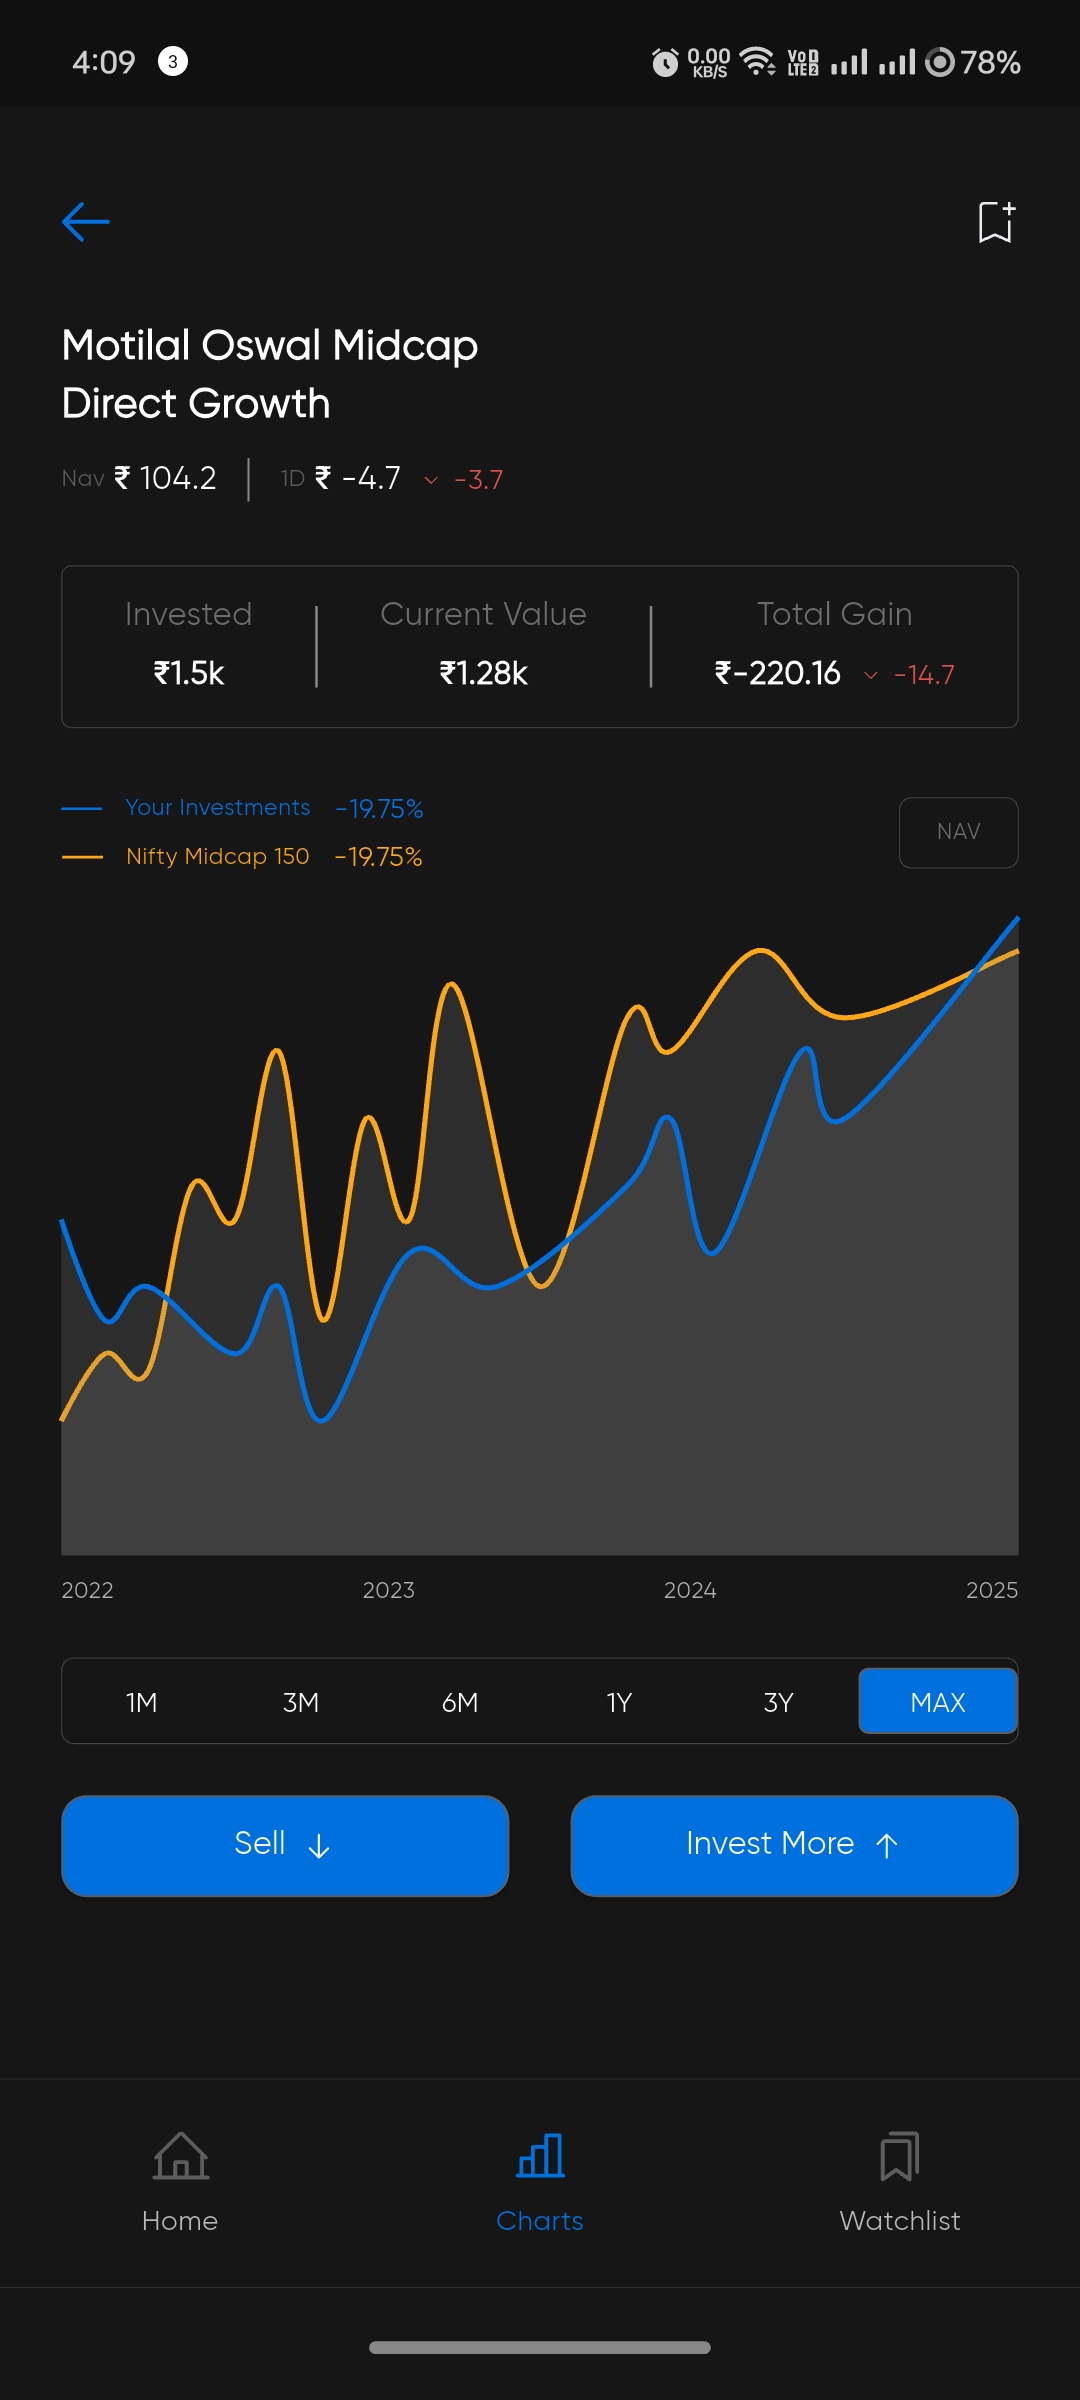 4:09 3 0.00 KB/S VoD LTE2 78%
Motilal Oswal Midcap
Direct Growth
Nav ₹ 104.2 1D ₹ -4.7 -3.7
Invested Current Value Total Gain
₹1.5k ₹1.28k ₹-220.16 -14.7
Your Investments -19.75%
NAV
Nifty Midcap 150 -19.75%
2022 2023 2024 2025
1M 3M 6M 1Y 3Y MAX
Sell ↓ Invest More ↑
Home Charts Watchlist